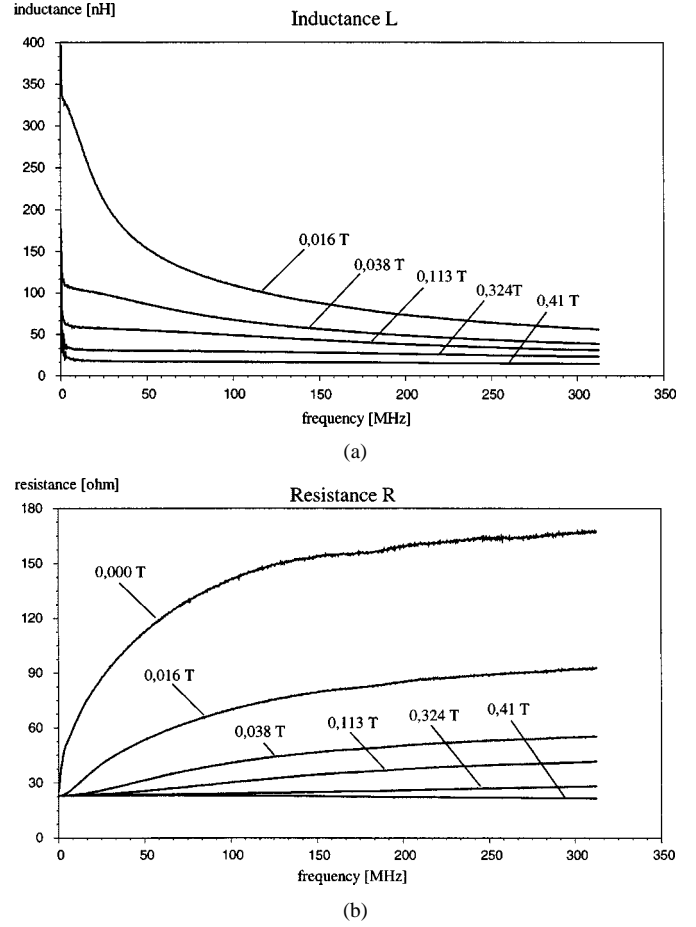 inductance [nH]
Inductance L
400
350
300
250
200
150
100
50
0
0,016 T
0,038 T
0,113 T
0,324T
0,41 T
0 50 100 150 200 250 300 350
frequency [MHz]
(a)
resistance [ohm]
Resistance R
180
150
120
90
60
30
0
0,000 T
0,016 T
0,038 T
0,113 T
0,324 T
0,41 T
0 50 100 150 200 250 300 350
frequency [MHz]
(b)